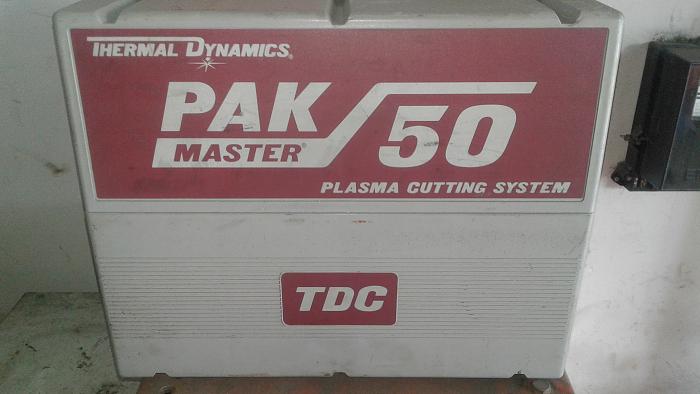 THERMAL DYNAMICS®
PAK
MASTER®
50
PLASMA CUTTING SYSTEM
TDC